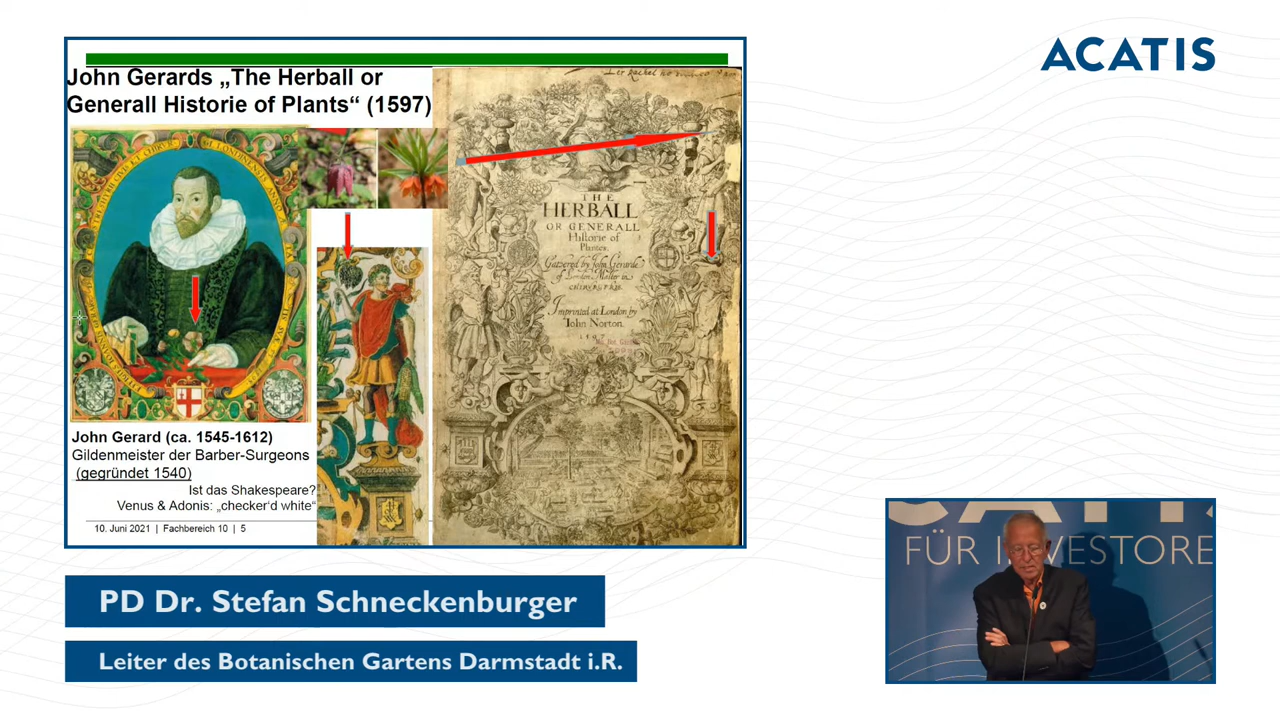 ACATIS
John Gerards „The Herball or
Generall Historie of Plants“ (1597)
THE
HERBALL
OR GENERALL
Historie of
Plantes.
Gathered by John Gerarde
of London Master in
CHIRVRGERIE.
Imprinted at London by
John Norton.
1597
John Gerard (ca. 1545-1612)
Gildenmeister der Barber-Surgeons
(gegründet 1540)
Ist das Shakespeare?
Venus & Adonis: „checker‘d white“
10. Juni 2021 | Fachbereich 10 | 5
PD Dr. Stefan Schneckenburger
Leiter des Botanischen Gartens Darmstadt i.R.
CATIS
FÜR INVESTORE